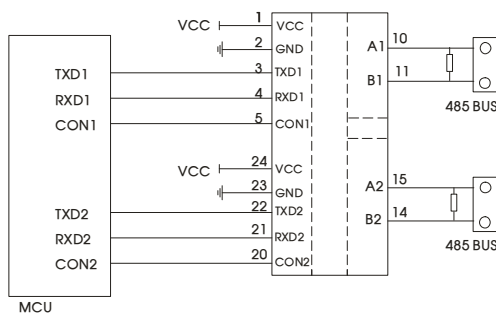 VCC 1 VCC
2 GND A1 10
TXD1 3 TXD1
B1 11
RXD1 4 RXD1
CON1 5 CON1
485 BUS
VCC 24 VCC
23 GND A2 15
TXD2 22 TXD2
B2 14
RXD2 21 RXD2
485 BUS
CON2 20 CON2
MCU